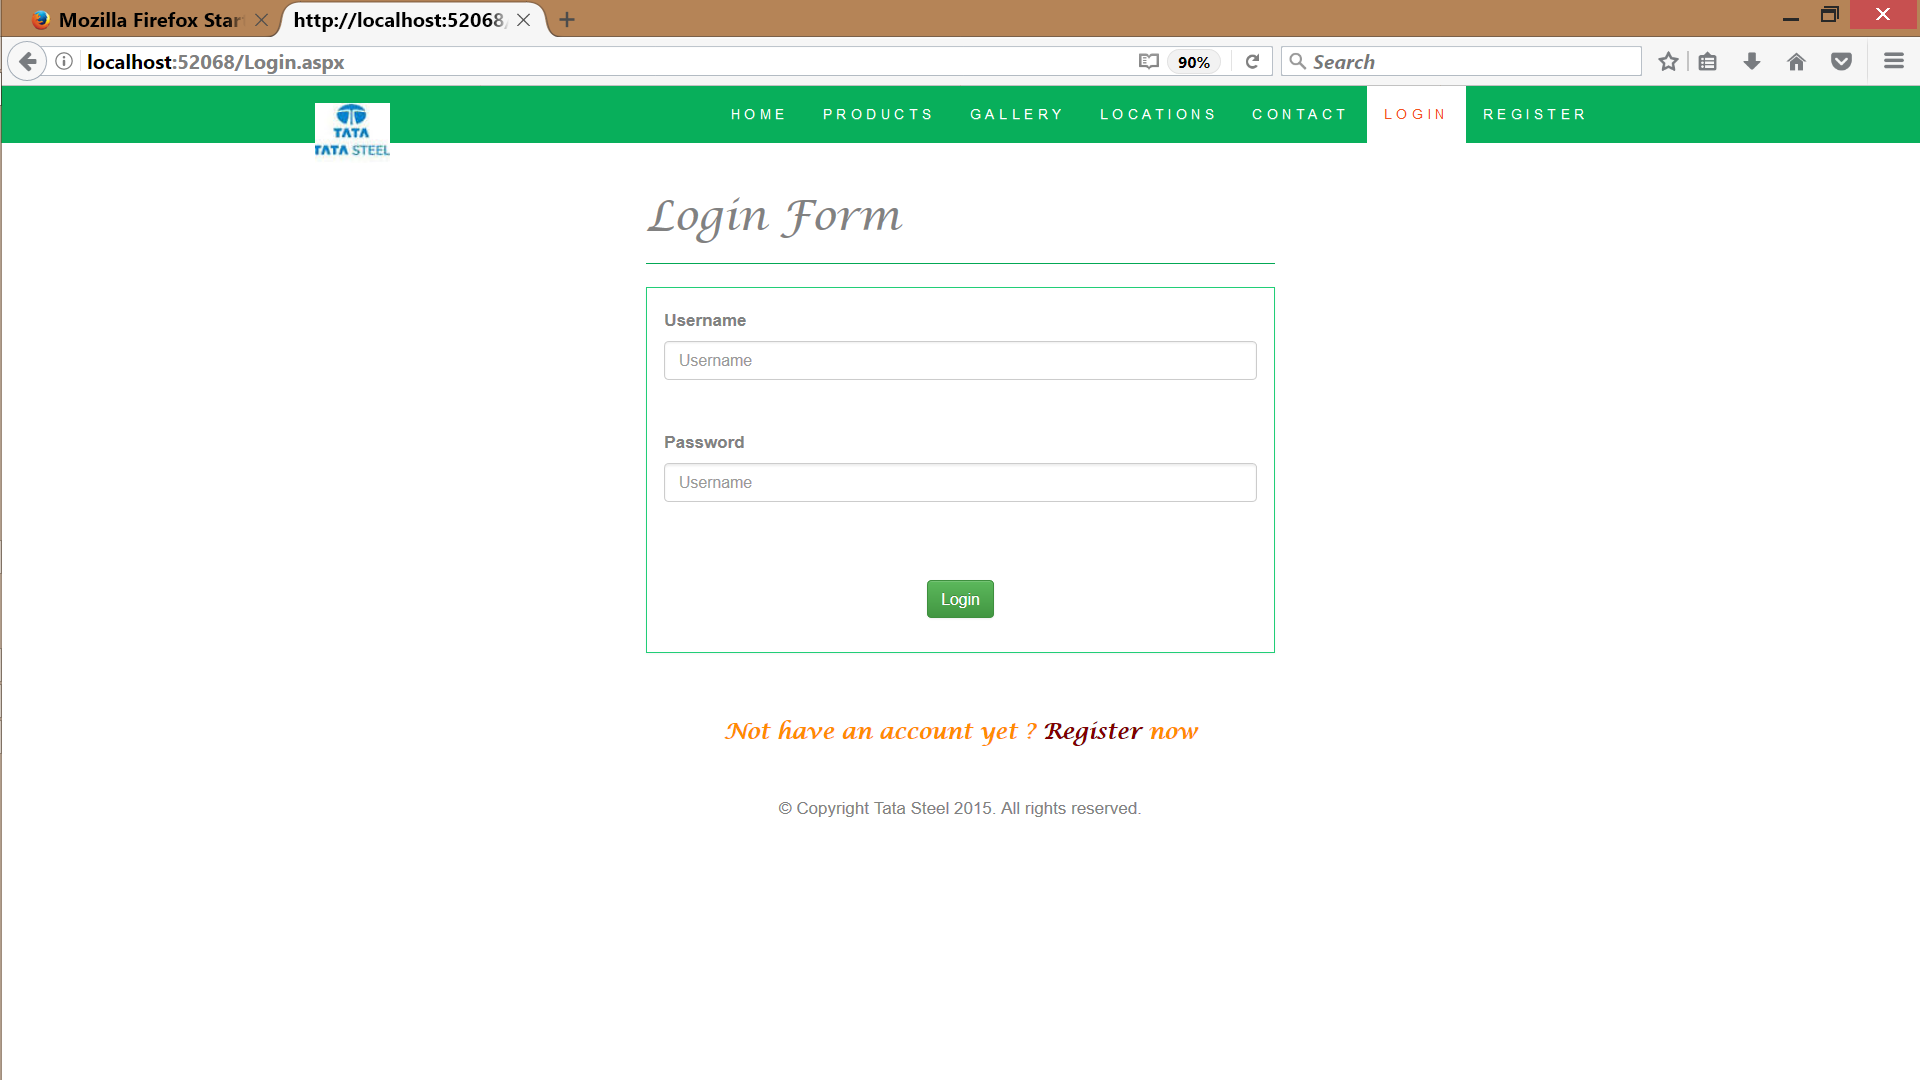 Mozilla Firefox Star
http://localhost:52068/
localhost:52068/Login.aspx
90%
Search
TATA
TATA STEEL
HOME PRODUCTS GALLERY LOCATIONS CONTACT LOGIN REGISTER
Login Form
Username
Username
Password
Username
Login
Not have an account yet ? Register now
© Copyright Tata Steel 2015. All rights reserved.